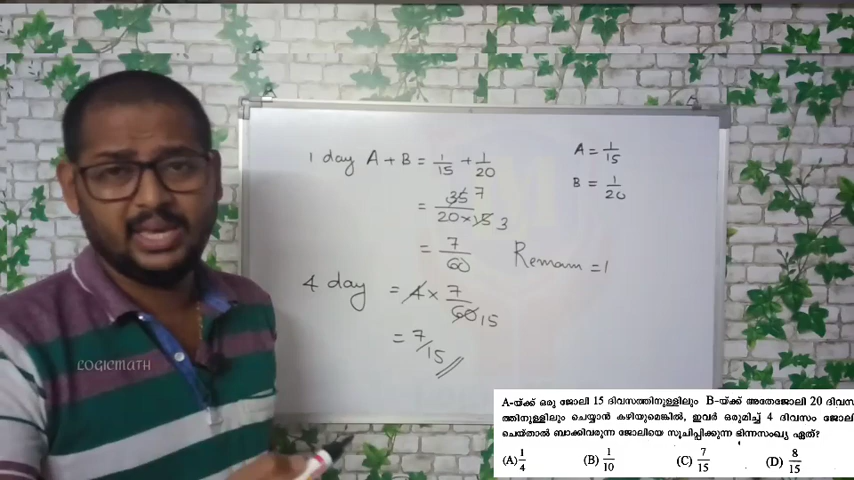 1 day A + B = 1/15 + 1/20
= 35 7 / 20 × 15 3
= 7/60
4 day = 4 × 7/60 15
= 7/15
A = 1/15
B = 1/20
Remain = 1
LOGICMATH
A-യ്ക്ക് ഒരു ജോലി 15 ദിവസത്തിനുള്ളിലും B-യ്ക്ക് അതേജോലി 20 ദിവസ
ത്തിനുള്ളിലും ചെയ്യാൻ കഴിയുമെങ്കിൽ, ഇവർ ഒരുമിച്ച് 4 ദിവസം ജോലി
ചെയ്താൽ ബാക്കിവരുന്ന ജോലിയെ സൂചിപ്പിക്കുന്ന ഭിന്നസംഖ്യ ഏത്?
(A) 1/4 (B) 1/10 (C) 7/15 (D) 8/15